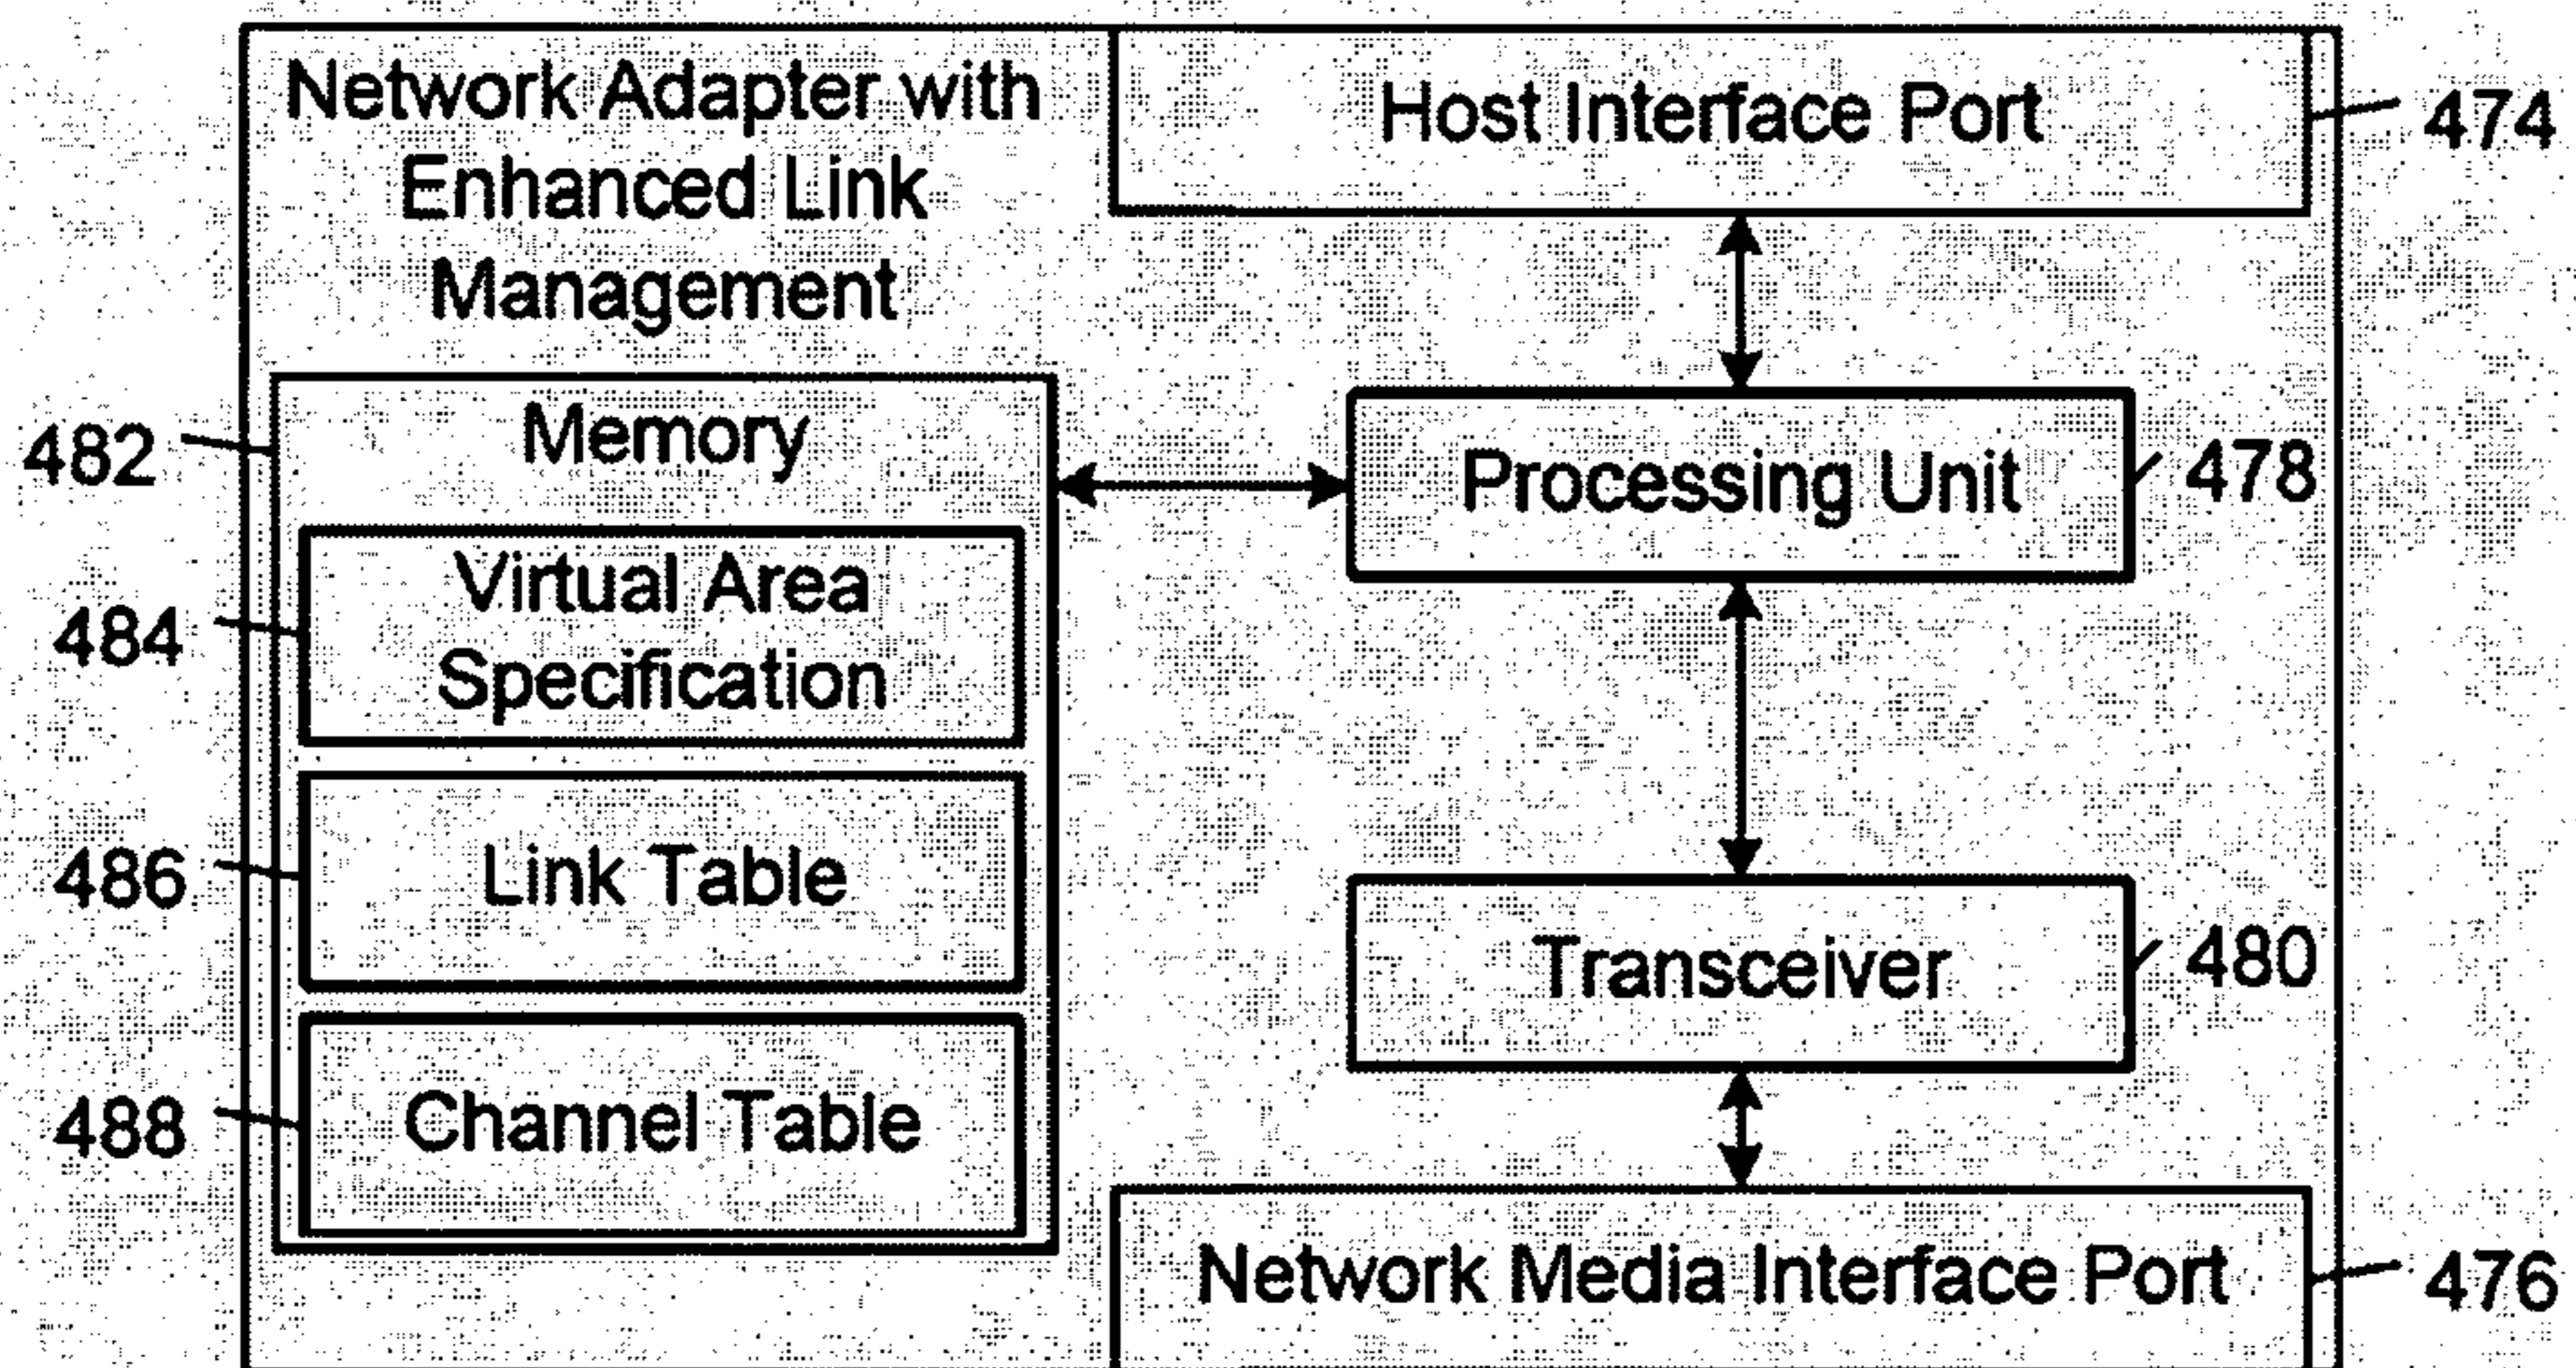 Network Adapter with
Enhanced Link
Management
Host Interface Port
474
Memory
482
Processing Unit
478
Virtual Area
Specification
484
Link Table
486
Transceiver
480
Channel Table
488
Network Media Interface Port
476